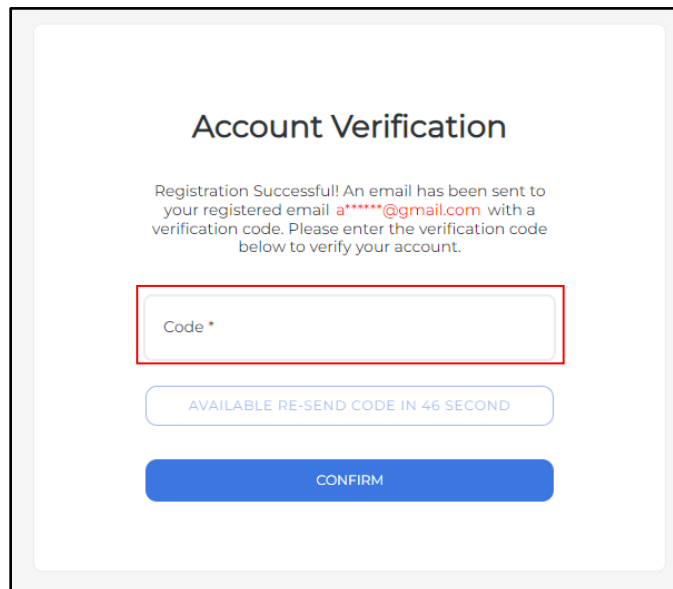 Account Verification
Registration Successful! An email has been sent to
your registered email a******@gmail.com with a
verification code. Please enter the verification code
below to verify your account.
Code *
AVAILABLE RE-SEND CODE IN 46 SECOND
CONFIRM